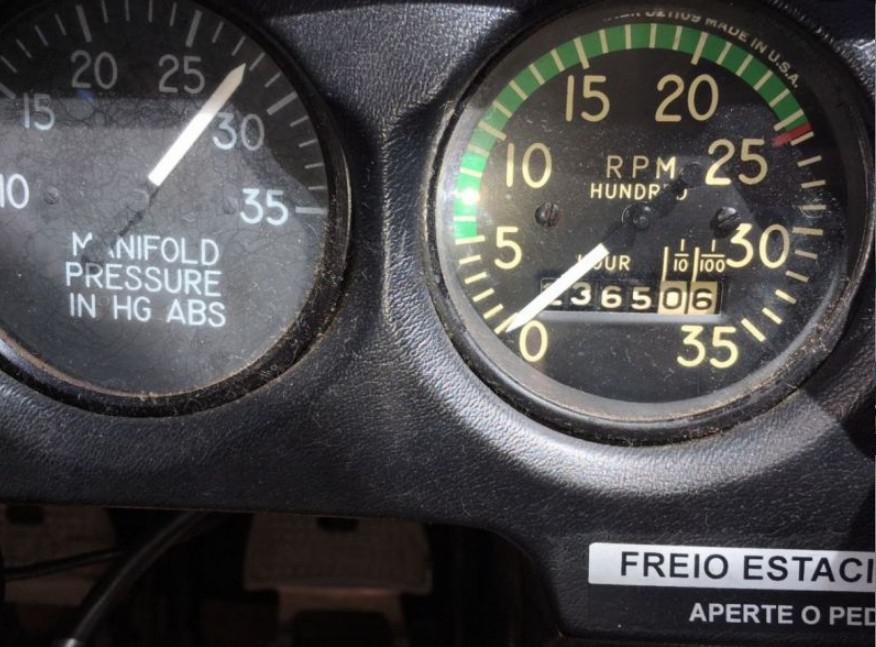 10
15
20
25
30
35
MANIFOLD
PRESSURE
IN HG ABS
MADE IN U.S.A.
0
5
10
15
20
25
30
35
RPM
HUNDRED
HOUR
1/10 1/100
36506
FREIO ESTACI
APERTE O PED